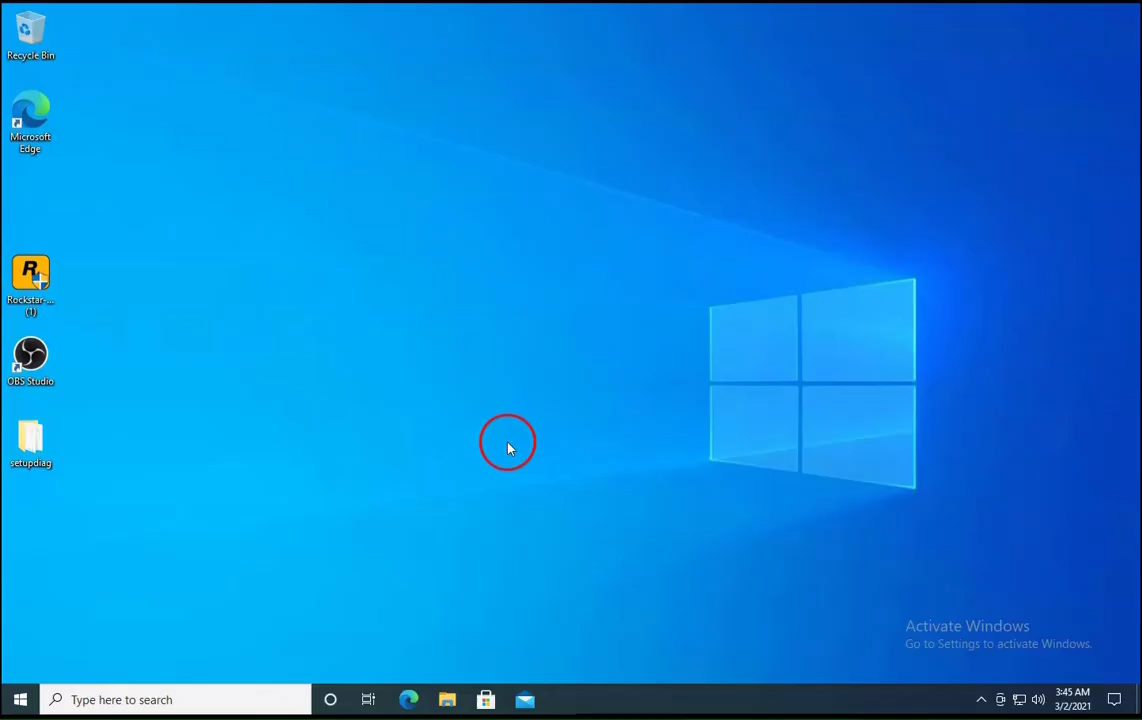 Recycle Bin
Microsoft
Edge
R
Rockstar-...
(1)
OBS Studio
setupdiag
Activate Windows
Go to Settings to activate Windows.
Type here to search
3:45 AM
3/2/2021